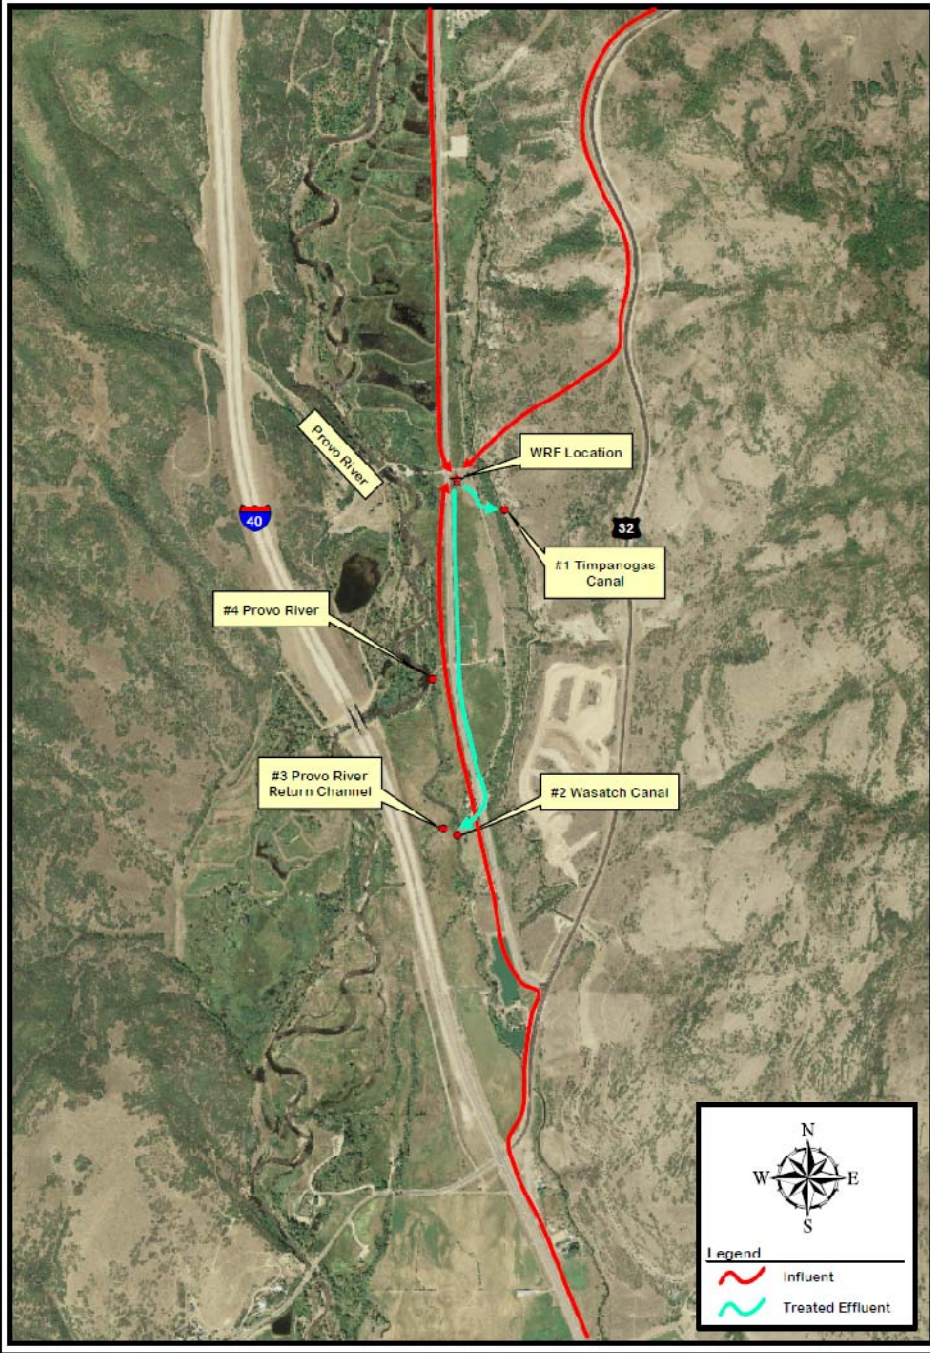 Provo River
WRF Location
40
32
#1 Timpanogas
Canal
#4 Provo River
#3 Provo River
Return Channel
#2 Wasatch Canal
N
W
E
S
Legend
Influent
Treated Effluent